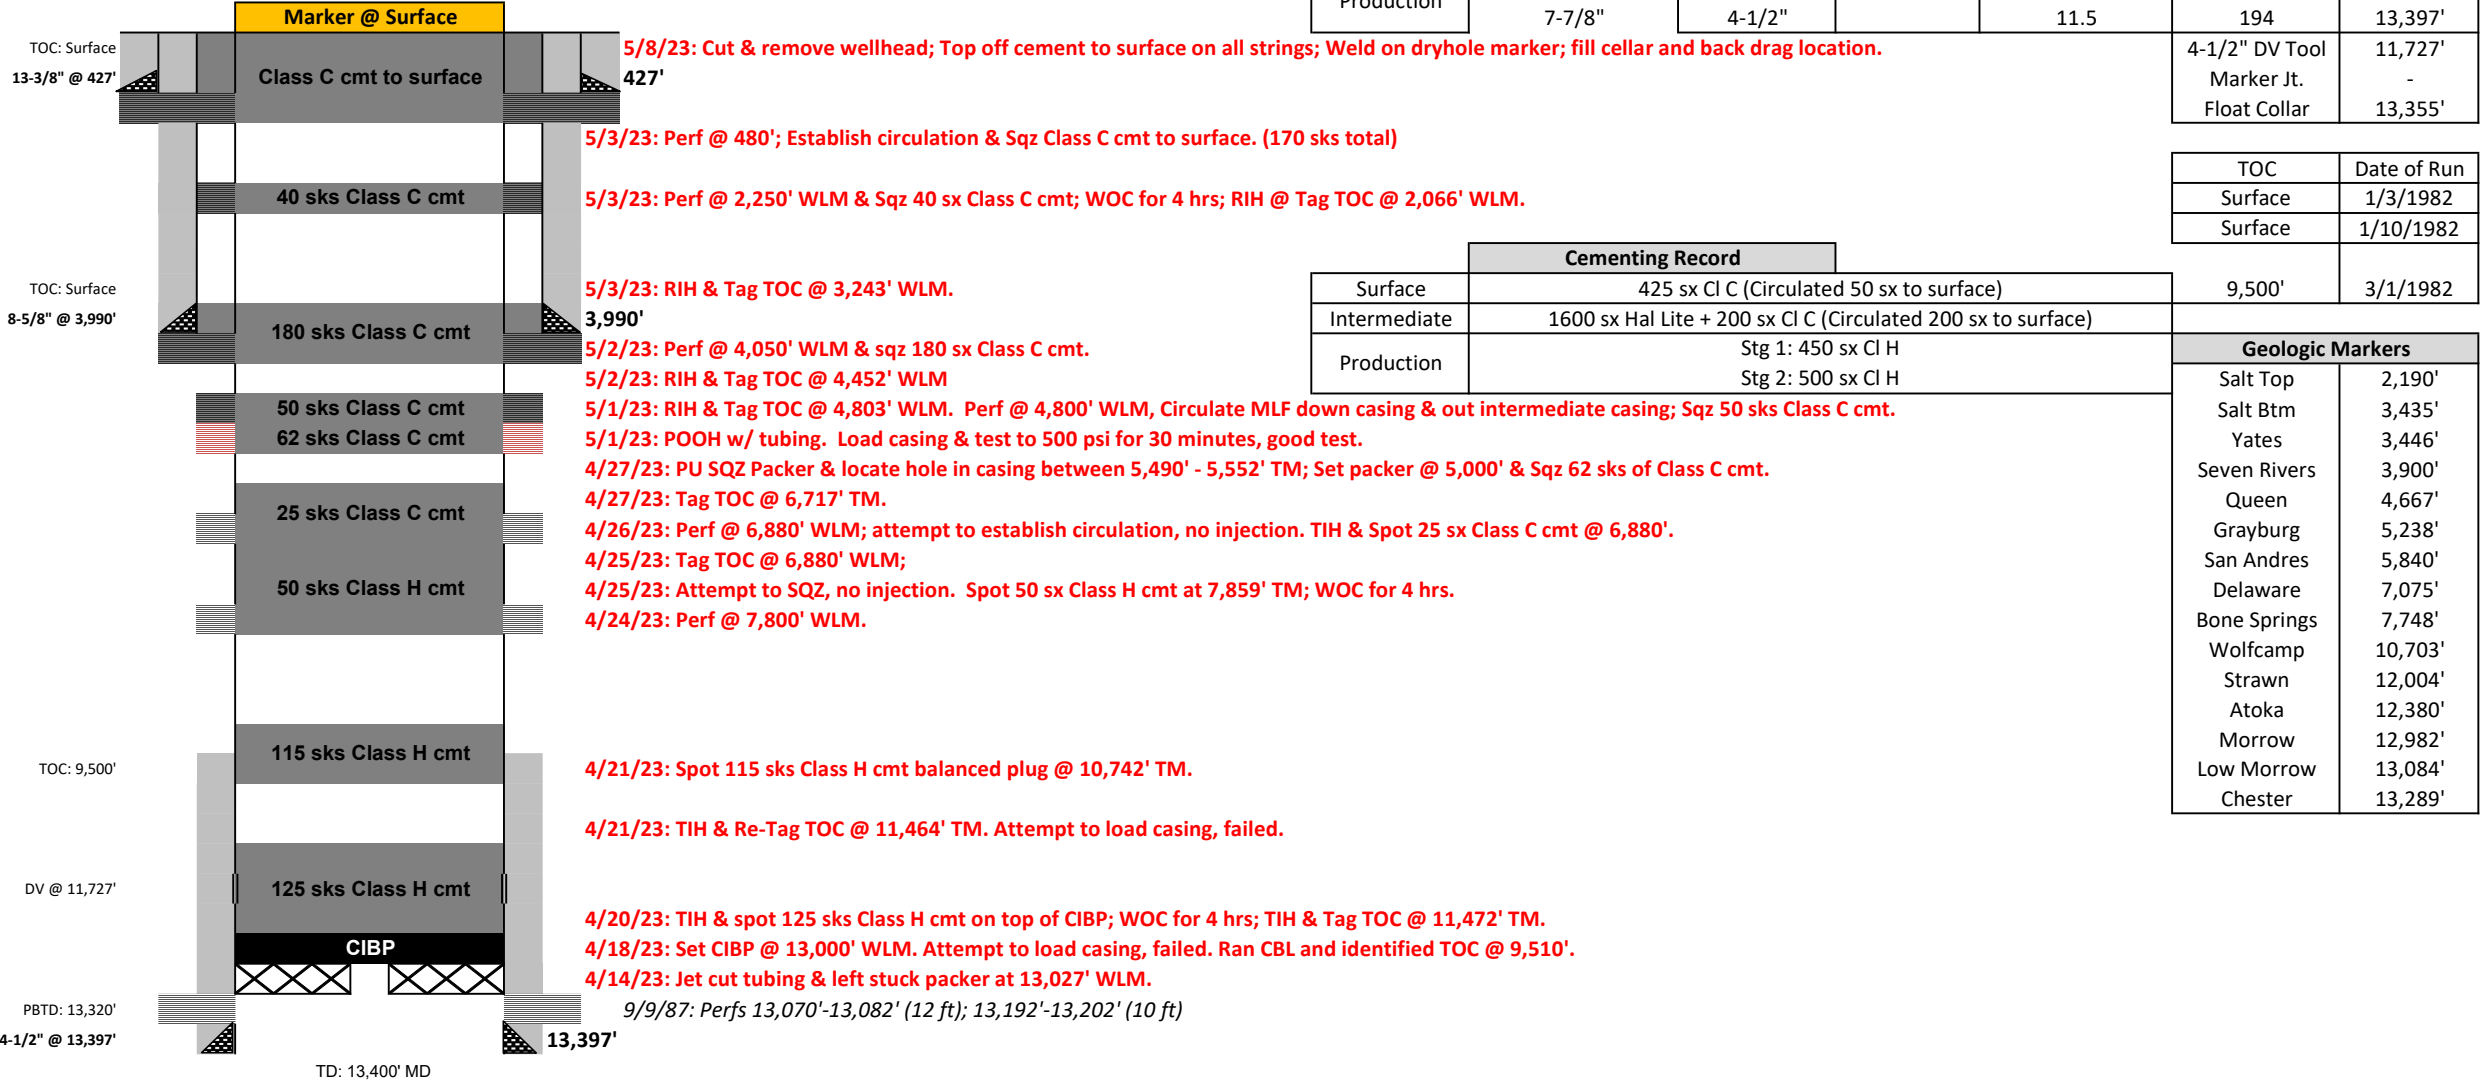 Production
Marker @ Surface
7-7/8" 4-1/2" 11.5 194 13,397'
TOC: Surface
5/8/23: Cut & remove wellhead; Top off cement to surface on all strings; Weld on dryhole marker; fill cellar and back drag location.
4-1/2" DV Tool 11,727'
13-3/8" @ 427'
Class C cmt to surface
427'
Marker Jt. -
Float Collar 13,355'
5/3/23: Perf @ 480'; Establish circulation & Sqz Class C cmt to surface. (170 sks total)
TOC Date of Run
40 sks Class C cmt
5/3/23: Perf @ 2,250' WLM & Sqz 40 sx Class C cmt; WOC for 4 hrs; RIH @ Tag TOC @ 2,066' WLM.
Surface 1/3/1982
Surface 1/10/1982
Cementing Record
TOC: Surface
5/3/23: RIH & Tag TOC @ 3,243' WLM.
Surface 425 sx Cl C (Circulated 50 sx to surface)
9,500' 3/1/1982
8-5/8" @ 3,990'
3,990'
Intermediate 1600 sx Hal Lite + 200 sx Cl C (Circulated 200 sx to surface)
180 sks Class C cmt
5/2/23: Perf @ 4,050' WLM & sqz 180 sx Class C cmt.
Production
Stg 1: 450 sx Cl H
Stg 2: 500 sx Cl H
Geologic Markers
5/2/23: RIH & Tag TOC @ 4,452' WLM
Salt Top 2,190'
50 sks Class C cmt
5/1/23: RIH & Tag TOC @ 4,803' WLM. Perf @ 4,800' WLM, Circulate MLF down casing & out intermediate casing; Sqz 50 sks Class C cmt.
Salt Btm 3,435'
62 sks Class C cmt
5/1/23: POOH w/ tubing. Load casing & test to 500 psi for 30 minutes, good test.
Yates 3,446'
4/27/23: PU SQZ Packer & locate hole in casing between 5,490' - 5,552' TM; Set packer @ 5,000' & Sqz 62 sks of Class C cmt.
Seven Rivers 3,900'
4/27/23: Tag TOC @ 6,717' TM.
Queen 4,667'
25 sks Class C cmt
4/26/23: Perf @ 6,880' WLM; attempt to establish circulation, no injection. TIH & Spot 25 sx Class C cmt @ 6,880'.
Grayburg 5,238'
4/25/23: Tag TOC @ 6,880' WLM;
San Andres 5,840'
50 sks Class H cmt
4/25/23: Attempt to SQZ, no injection. Spot 50 sx Class H cmt at 7,859' TM; WOC for 4 hrs.
Delaware 7,075'
4/24/23: Perf @ 7,800' WLM.
Bone Springs 7,748'
Wolfcamp 10,703'
Strawn 12,004'
Atoka 12,380'
Morrow 12,982'
115 sks Class H cmt
TOC: 9,500'
4/21/23: Spot 115 sks Class H cmt balanced plug @ 10,742' TM.
Low Morrow 13,084'
Chester 13,289'
4/21/23: TIH & Re-Tag TOC @ 11,464' TM. Attempt to load casing, failed.
DV @ 11,727'
125 sks Class H cmt
4/20/23: TIH & spot 125 sks Class H cmt on top of CIBP; WOC for 4 hrs; TIH & Tag TOC @ 11,472' TM.
CIBP
4/18/23: Set CIBP @ 13,000' WLM. Attempt to load casing, failed. Ran CBL and identified TOC @ 9,510'.
4/14/23: Jet cut tubing & left stuck packer at 13,027' WLM.
PBTD: 13,320'
9/9/87: Perfs 13,070'-13,082' (12 ft); 13,192'-13,202' (10 ft)
4-1/2" @ 13,397'
13,397'
TD: 13,400' MD